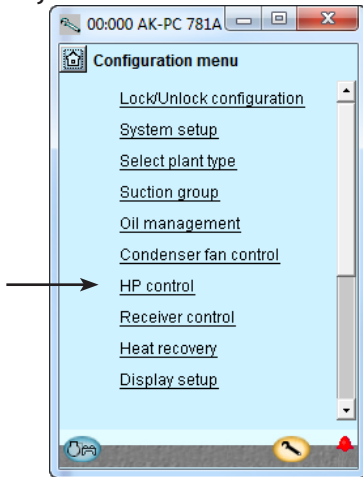 00:000 AK-PC 781A
Configuration menu
Lock/Unlock configuration
System setup
Select plant type
Suction group
Oil management
Condenser fan control
HP control
Receiver control
Heat recovery
Display setup